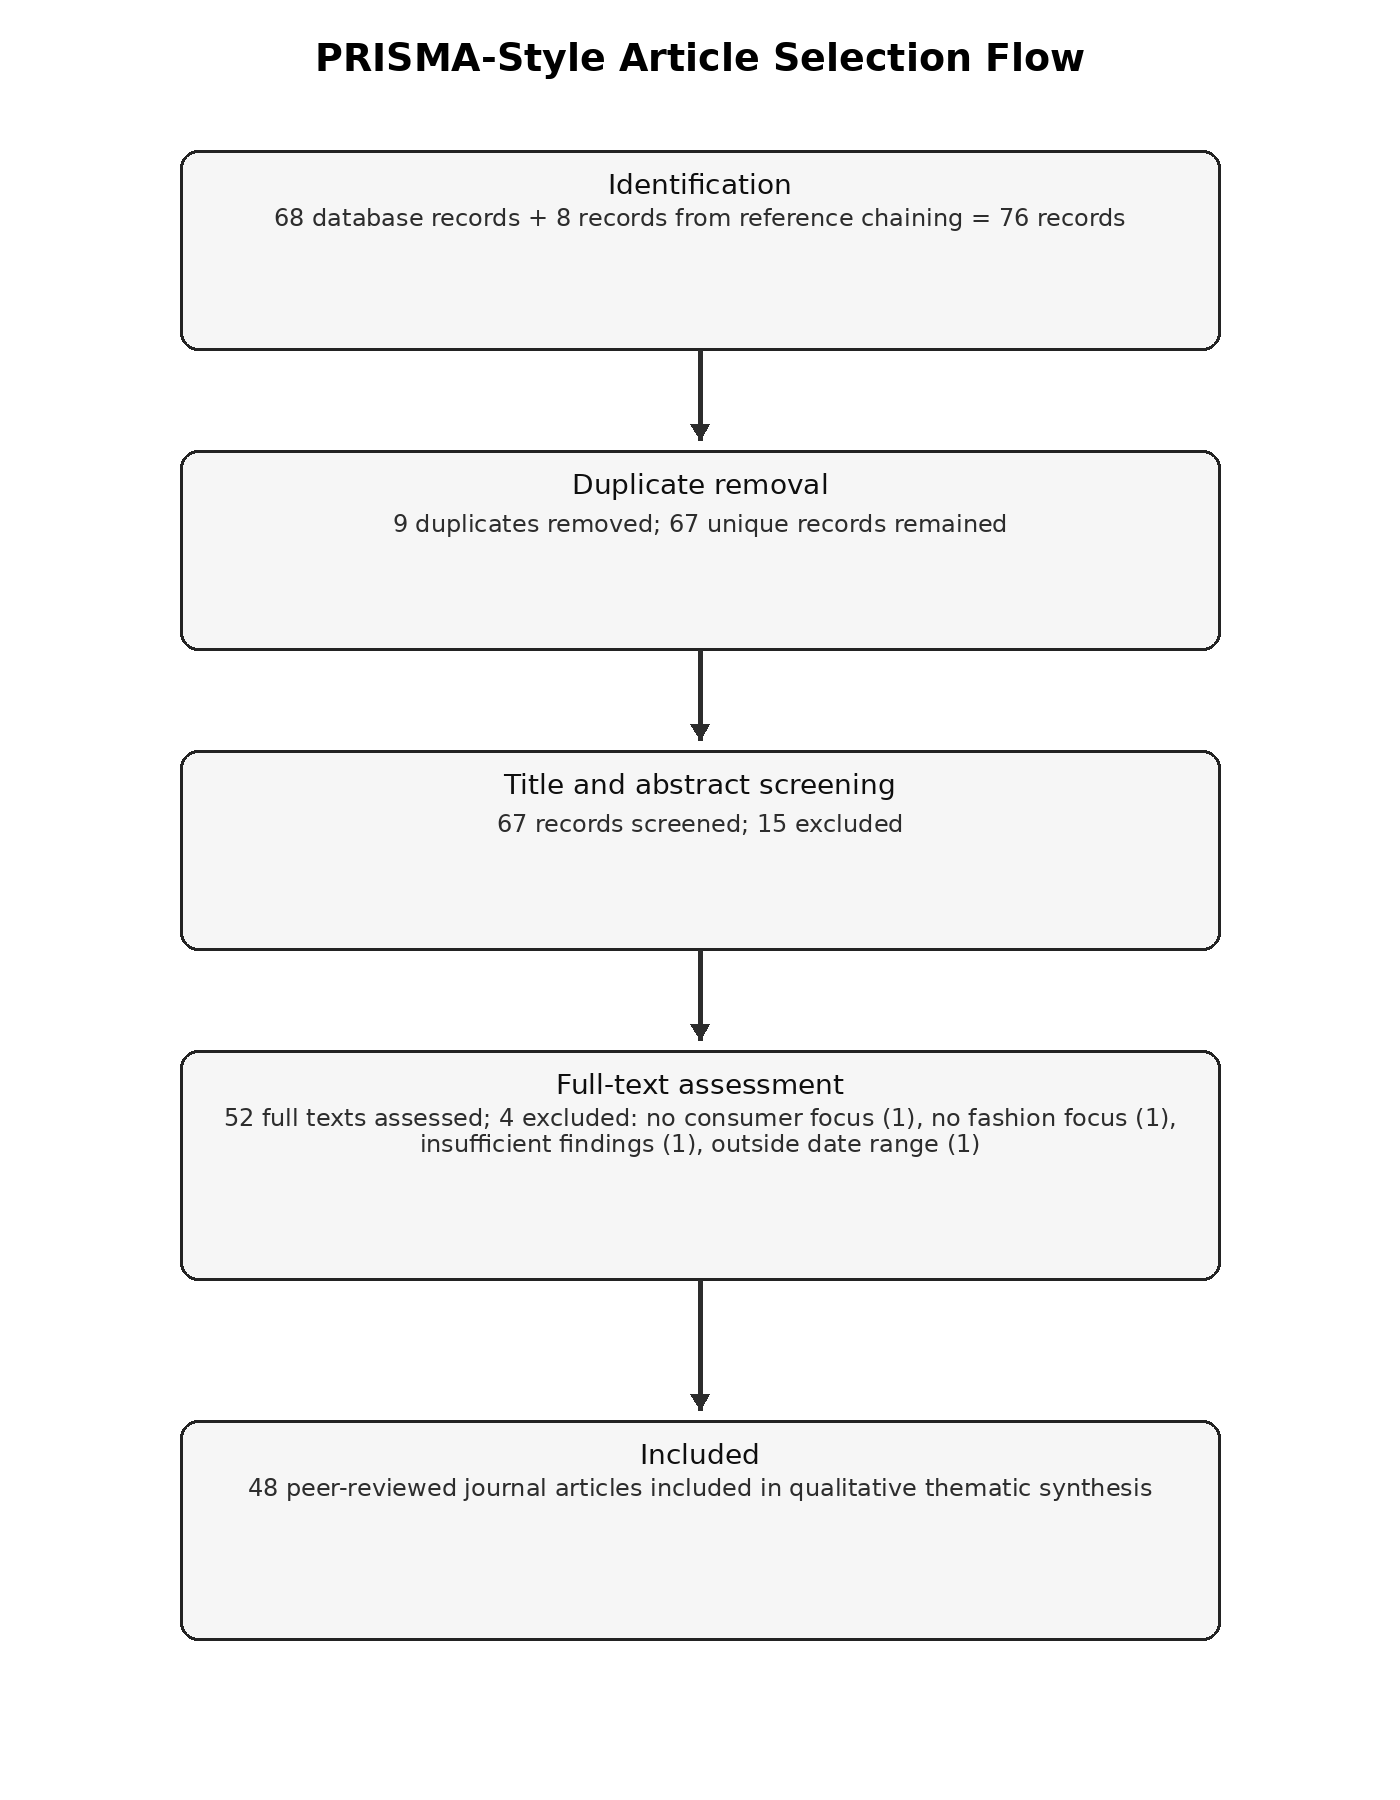 PRISMA-Style Article Selection Flow
Identification
68 database records + 8 records from reference chaining = 76 records
Duplicate removal
9 duplicates removed; 67 unique records remained
Title and abstract screening
67 records screened; 15 excluded
Full-text assessment
52 full texts assessed; 4 excluded: no consumer focus (1), no fashion focus (1),
insufficient findings (1), outside date range (1)
Included
48 peer-reviewed journal articles included in qualitative thematic synthesis